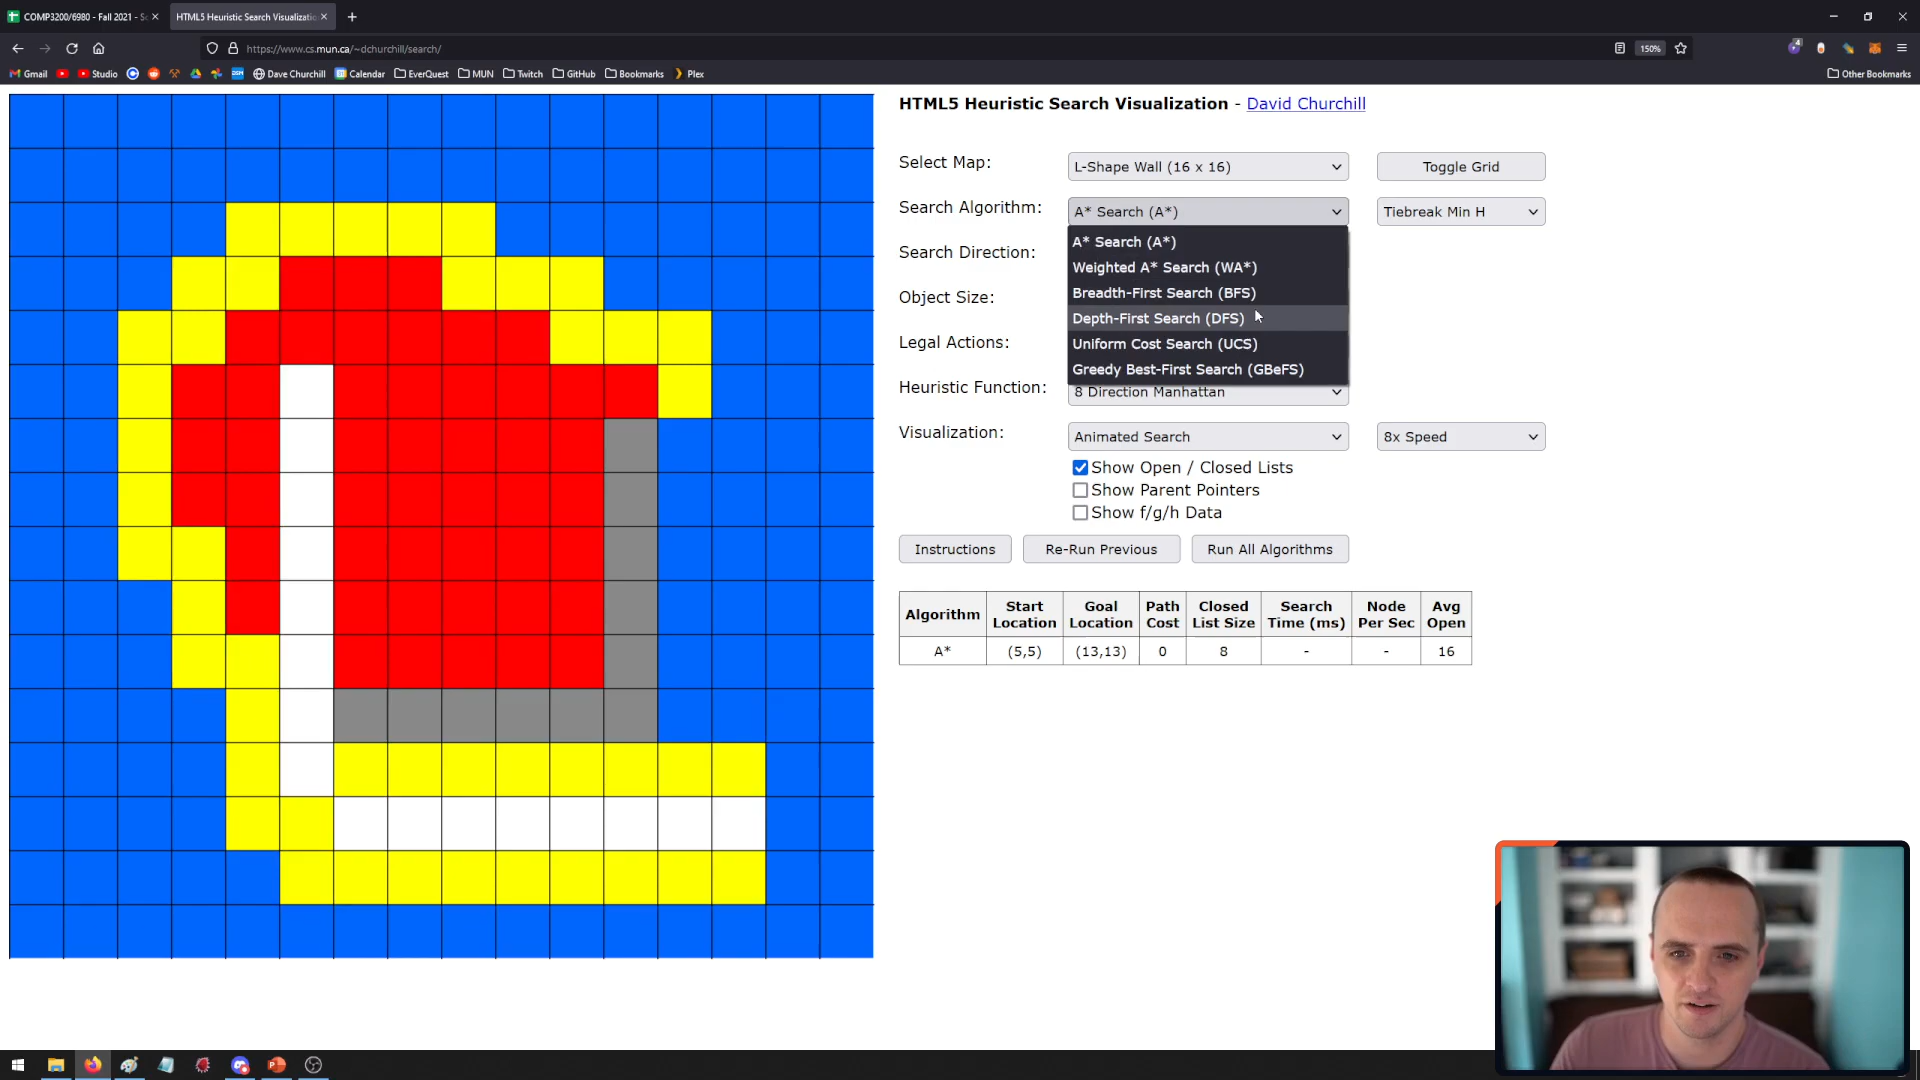 COMP3200/6980 - Fall 2021 - S
HTML5 Heuristic Search Visualizatio
https://www.cs.mun.ca/~dchurchill/search/
150%
4
Gmail
Studio
DSM
Dave Churchill
Calendar
EverQuest
MUN
Twitch
GitHub
Bookmarks
Plex
Other Bookmarks
HTML5 Heuristic Search Visualization - David Churchill
Select Map:
L-Shape Wall (16 x 16)
Toggle Grid
Search Algorithm:
A* Search (A*)
Tiebreak Min H
A* Search (A*)
Weighted A* Search (WA*)
Breadth-First Search (BFS)
Depth-First Search (DFS)
Uniform Cost Search (UCS)
Greedy Best-First Search (GBeFS)
Search Direction:
Object Size:
Legal Actions:
Heuristic Function:
8 Direction Manhattan
Visualization:
Animated Search
8x Speed
Show Open / Closed Lists
Show Parent Pointers
Show f/g/h Data
Instructions
Re-Run Previous
Run All Algorithms
Algorithm Start Location Goal Location Path Cost Closed List Size Search Time (ms) Node Per Sec Avg Open
A* (5,5) (13,13) 0 8 - - 16